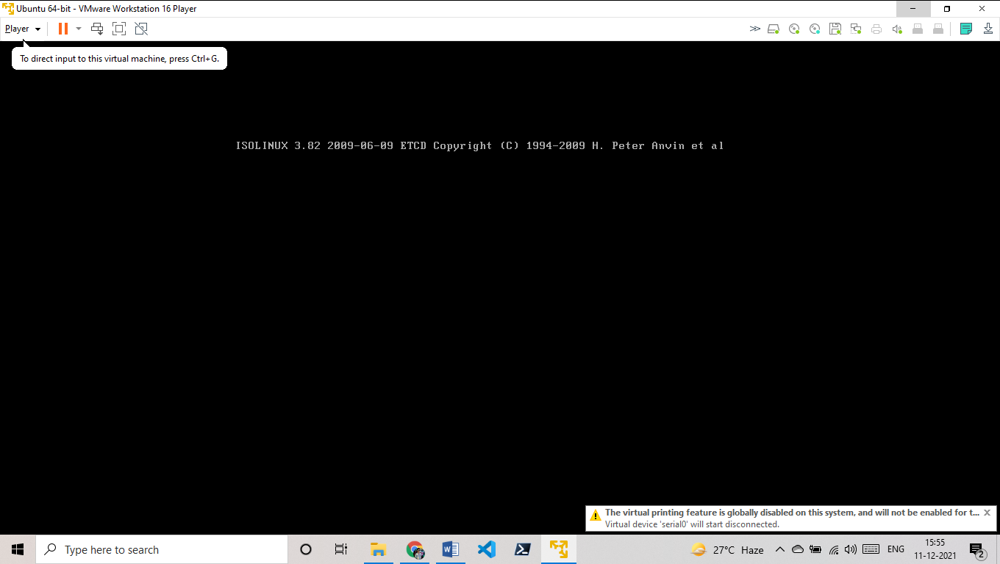 Ubuntu 64-bit - VMware Workstation 16 Player
Player
To direct input to this virtual machine, press Ctrl+G.
ISOLINUX 3.82 2009-06-09 ETCD Copyright (C) 1994-2009 H. Peter Anvin et al
The virtual printing feature is globally disabled on this system, and will not be enabled for t...
Virtual device 'serial0' will start disconnected.
Type here to search
27°C Haze
ENG
15:55
11-12-2021
2